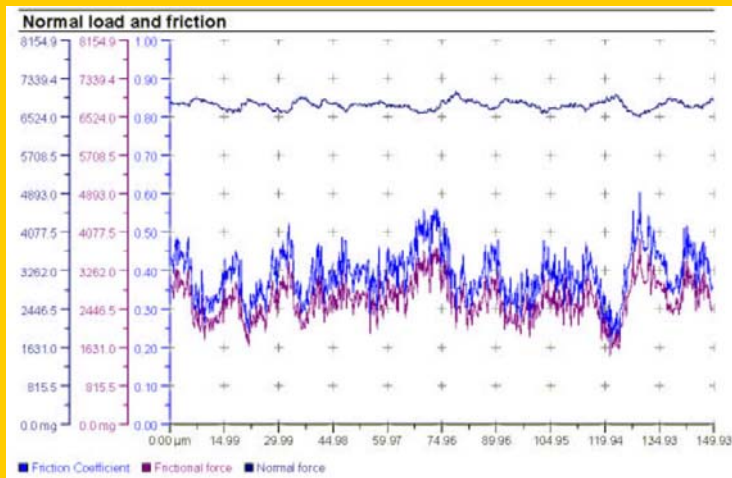 Normal load and friction
8154.9 8154.9 1.00
7339.4 7339.4 0.90
6524.0 6524.0 0.80
5708.5 5708.5 0.70
4893.0 4893.0 0.60
4077.5 4077.5 0.50
3262.0 3262.0 0.40
2446.5 2446.5 0.30
1631.0 1631.0 0.20
815.5 815.5 0.10
0.0 mg 0.0 mg 0.00
0.00 µm 14.99 29.99 44.98 59.97 74.96 89.96 104.95 119.94 134.93 149.93
Friction Coefficient Frictional force Normal force